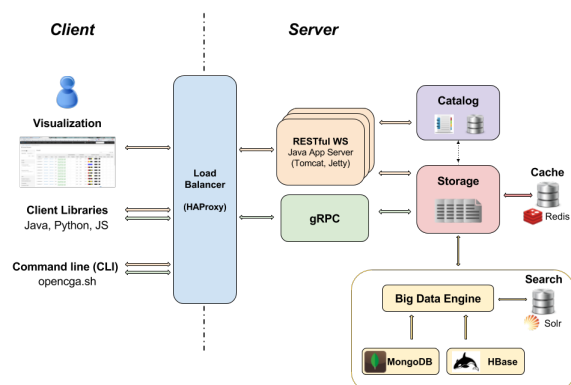 Client
Server
Visualization
Client Libraries
Java, Python, JS
Command line (CLI)
opencga.sh
Load
Balancer
(HAProxy)
RESTful WS
Java App Server
(Tomcat, Jetty)
gRPC
Catalog
Storage
Cache
Redis
Big Data Engine
Search
Solr
MongoDB
HBase